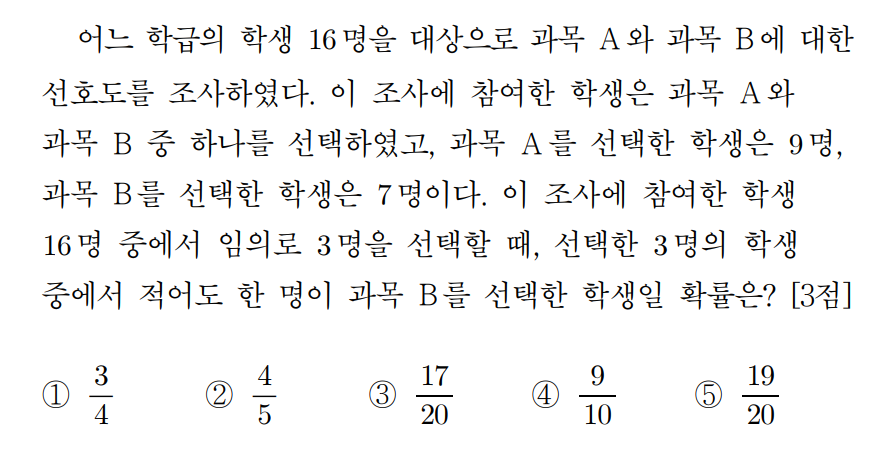 어느 학급의 학생 16명을 대상으로 과목 A와 과목 B에 대한
선호도를 조사하였다. 이 조사에 참여한 학생은 과목 A와
과목 B 중 하나를 선택하였고, 과목 A를 선택한 학생은 9명,
과목 B를 선택한 학생은 7명이다. 이 조사에 참여한 학생
16명 중에서 임의로 3명을 선택할 때, 선택한 3명의 학생
중에서 적어도 한 명이 과목 B를 선택한 학생일 확률은? [3점]
① 3/4 ② 4/5 ③ 17/20 ④ 9/10 ⑤ 19/20